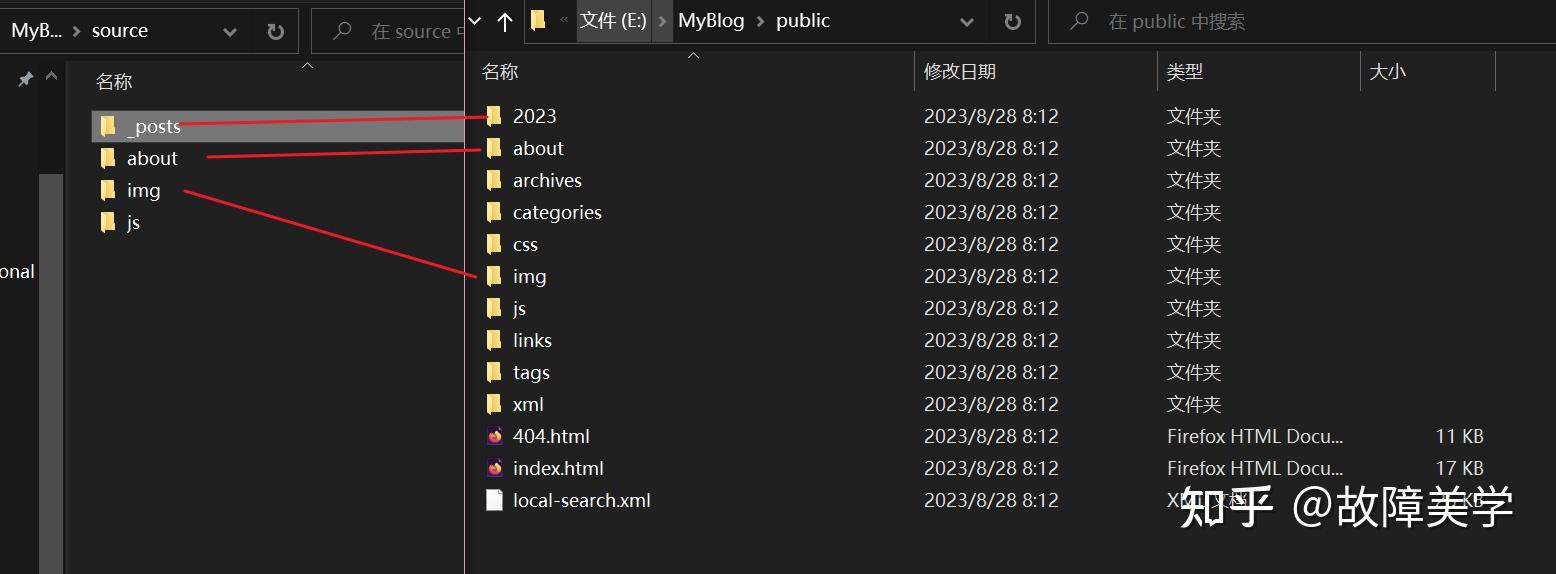 MyB... > source
在 source 中
名称
_posts
about
img
js
onal
文件 (E:) > MyBlog > public
在 public 中搜索
名称 修改日期 类型 大小
2023 2023/8/28 8:12 文件夹
about 2023/8/28 8:12 文件夹
archives 2023/8/28 8:12 文件夹
categories 2023/8/28 8:12 文件夹
css 2023/8/28 8:12 文件夹
img 2023/8/28 8:12 文件夹
js 2023/8/28 8:12 文件夹
links 2023/8/28 8:12 文件夹
tags 2023/8/28 8:12 文件夹
xml 2023/8/28 8:12 文件夹
404.html 2023/8/28 8:12 Firefox HTML Docu... 11 KB
index.html 2023/8/28 8:12 Firefox HTML Docu... 17 KB
local-search.xml 2023/8/28 8:12 KB
知乎 @故障美学